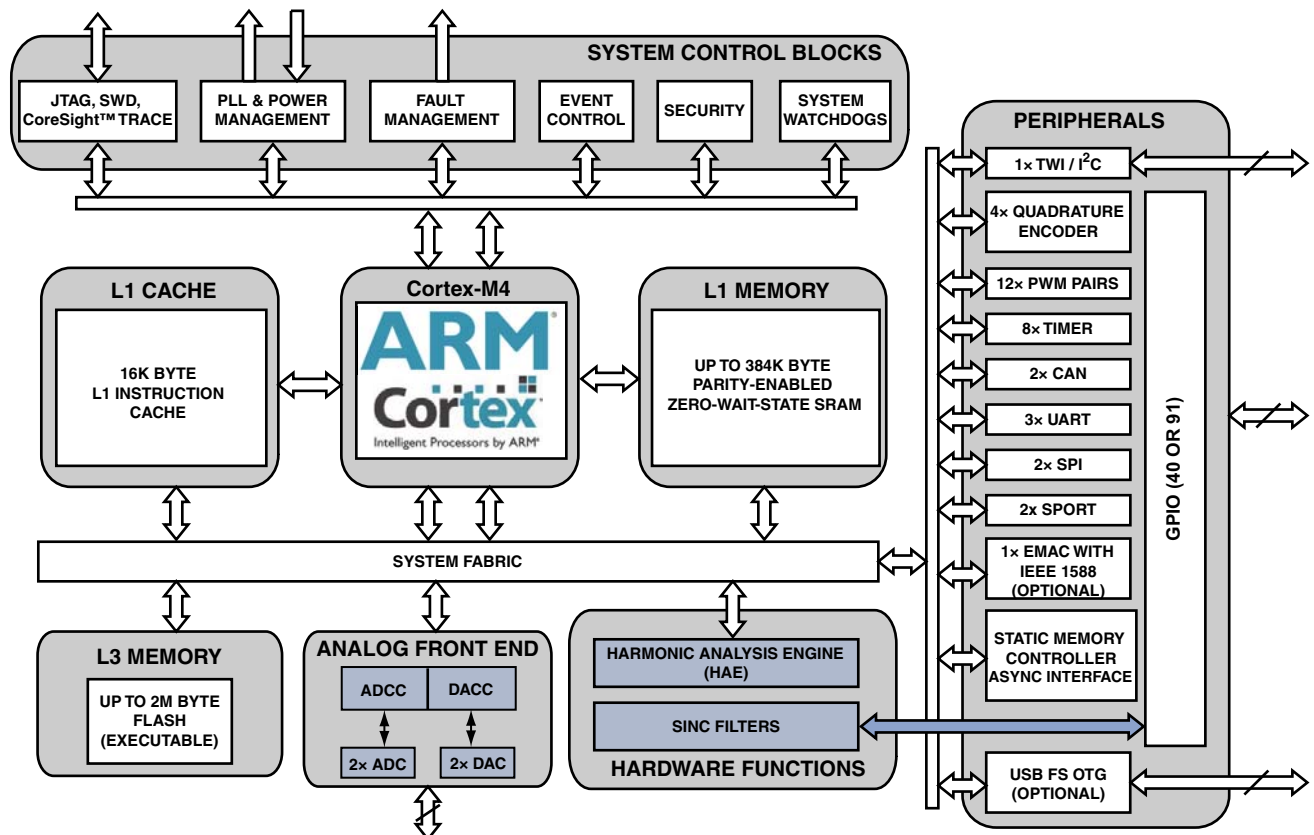 SYSTEM CONTROL BLOCKS
JTAG, SWD,
CoreSight™ TRACE
PLL & POWER
MANAGEMENT
FAULT
MANAGEMENT
EVENT
CONTROL
SECURITY
SYSTEM
WATCHDOGS
L1 CACHE
16K BYTE
L1 INSTRUCTION
CACHE
Cortex-M4
ARM®
Cortex®
Intelligent Processors by ARM®
L1 MEMORY
UP TO 384K BYTE
PARITY-ENABLED
ZERO-WAIT-STATE SRAM
SYSTEM FABRIC
L3 MEMORY
UP TO 2M BYTE
FLASH
(EXECUTABLE)
ANALOG FRONT END
ADCC
DACC
2× ADC
2× DAC
HARMONIC ANALYSIS ENGINE
(HAE)
SINC FILTERS
HARDWARE FUNCTIONS
PERIPHERALS
1× TWI / I²C
4× QUADRATURE
ENCODER
12× PWM PAIRS
8× TIMER
2× CAN
3× UART
2× SPI
2x SPORT
1× EMAC WITH
IEEE 1588
(OPTIONAL)
STATIC MEMORY
CONTROLLER
ASYNC INTERFACE
USB FS OTG
(OPTIONAL)
GPIO (40 OR 91)